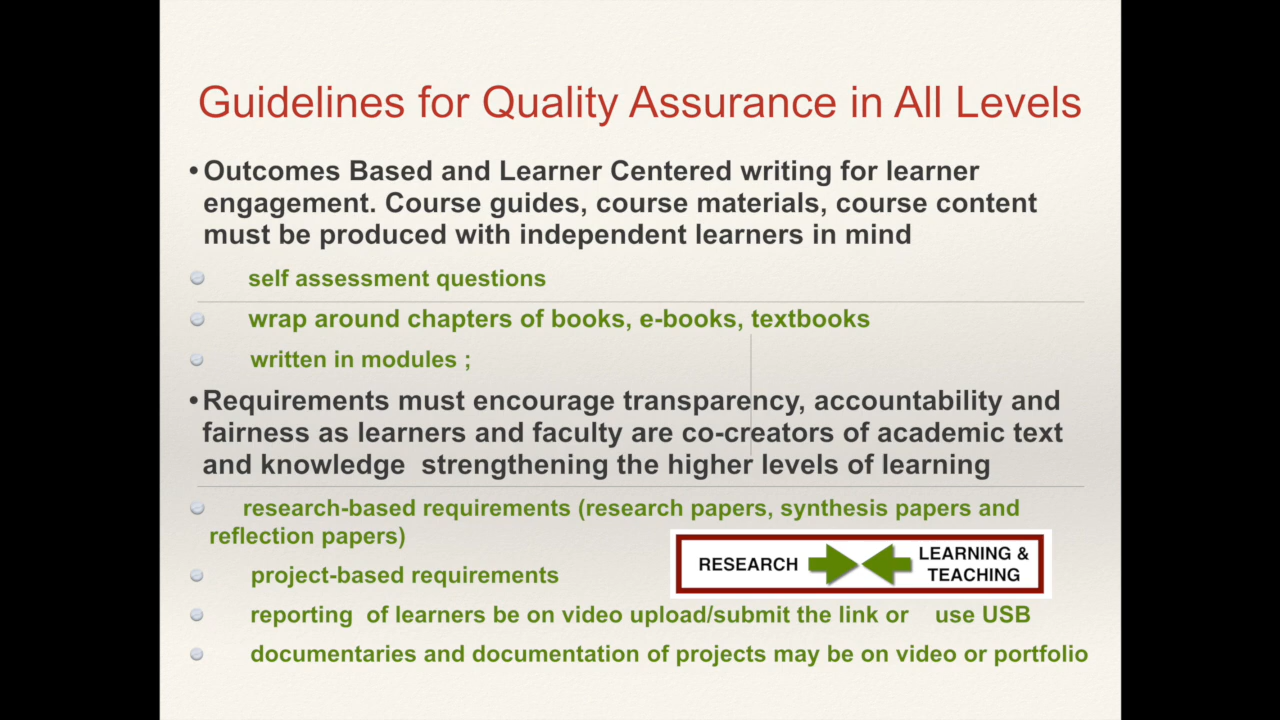 Guidelines for Quality Assurance in All Levels
• Outcomes Based and Learner Centered writing for learner
engagement. Course guides, course materials, course content
must be produced with independent learners in mind
self assessment questions
wrap around chapters of books, e-books, textbooks
written in modules ;
• Requirements must encourage transparency, accountability and
fairness as learners and faculty are co-creators of academic text
and knowledge  strengthening the higher levels of learning
research-based requirements (research papers, synthesis papers and
reflection papers)
RESEARCH
LEARNING &
TEACHING
project-based requirements
reporting  of learners be on video upload/submit the link or    use USB
documentaries and documentation of projects may be on video or portfolio